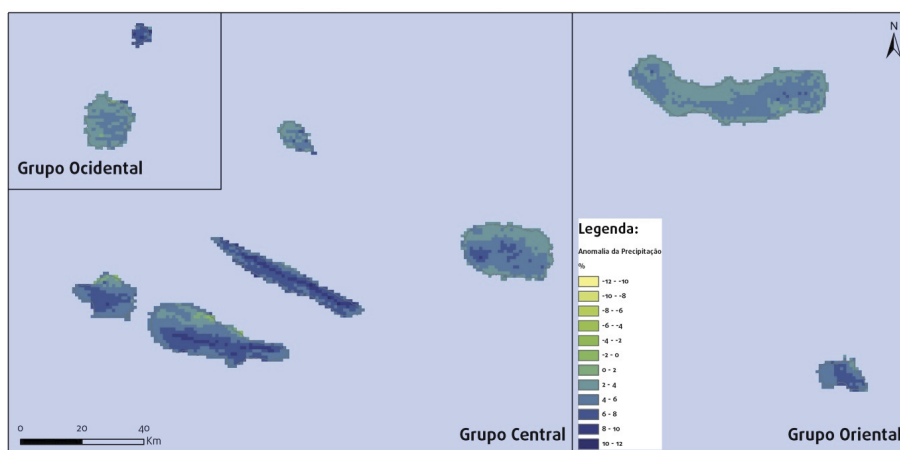 N
Grupo Ocidental
Legenda:
Anomalia da Precipitação
%
-12 - -10
-10 - -8
-8 - -6
-6 - -4
-4 - -2
-2 - 0
0 - 2
2 - 4
4 - 6
6 - 8
8 - 10
10 - 12
0 20 40
Km
Grupo Central
Grupo Oriental